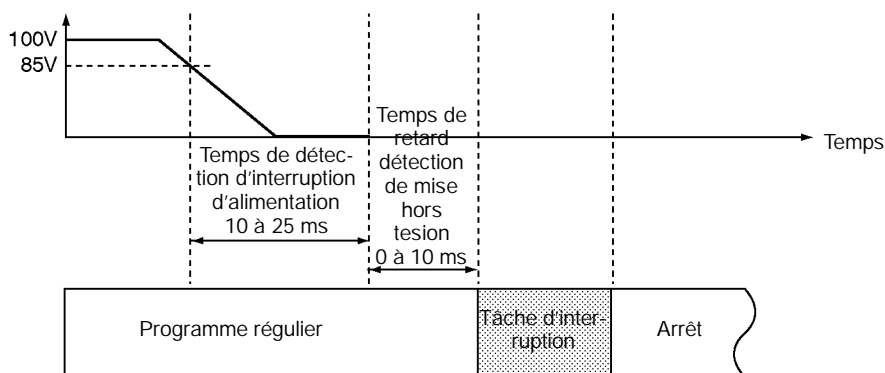 100V
85V
Temps
Temps de détec-
tion d'interruption
d'alimentation
10 à 25 ms
Temps de
retard
détection
de mise
hors
tesion
0 à 10 ms
Programme régulier
Tâche d'inter-
ruption
Arrêt